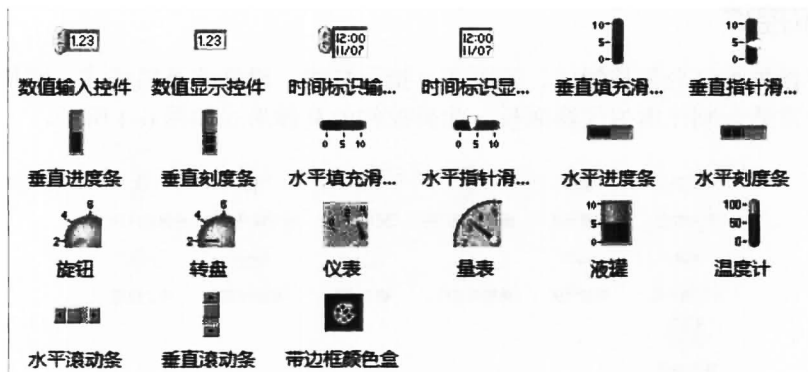 1.23 1.23 12:00 11/07 12:00 11/07 10 5 0 10 5 0
数值输入控件 数值显示控件 时间标识输... 时间标识显... 垂直填充滑... 垂直指针滑...
0 5 10 0 5 10
垂直进度条 垂直刻度条 水平填充滑... 水平指针滑... 水平进度条 水平刻度条
2 4 6 2 4 6 10 5 0 100 50 0
旋钮 转盘 仪表 量表 液罐 温度计
水平滚动条 垂直滚动条 带边框颜色盒